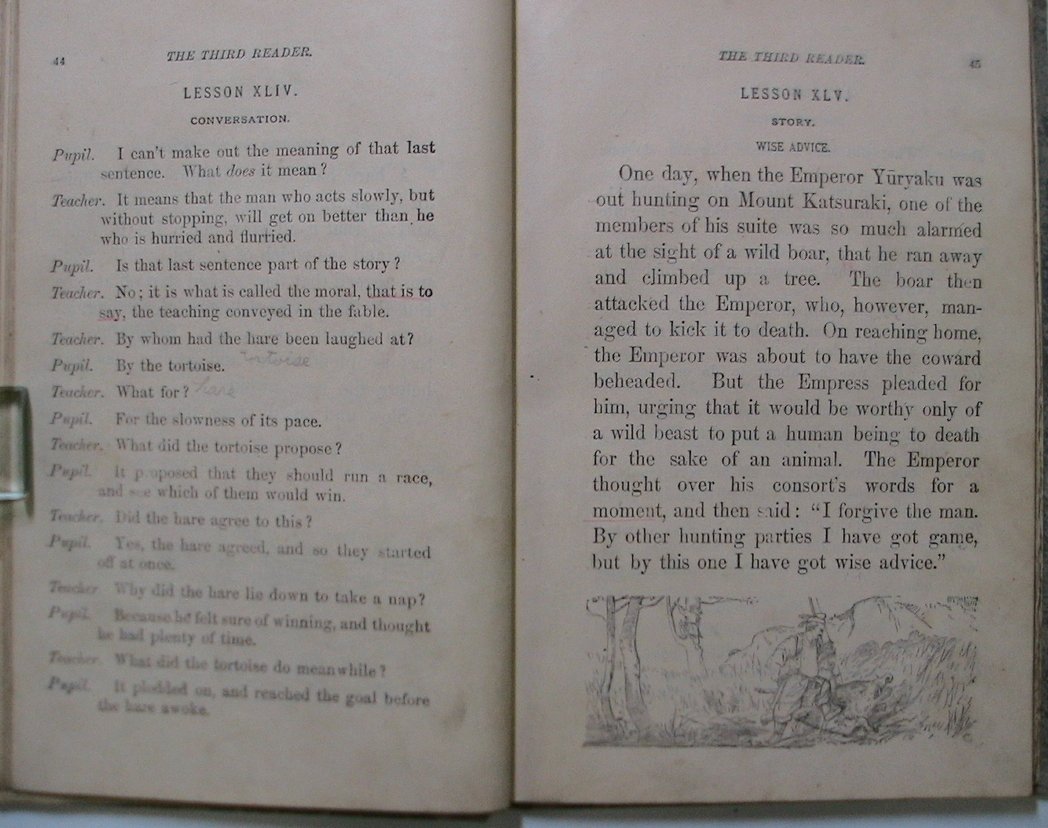 44
THE THIRD READER.
LESSON XLIV.
CONVERSATION.
Pupil. I can't make out the meaning of that last
sentence. What does it mean?
Teacher. It means that the man who acts slowly, but
without stopping, will get on better than he
who is hurried and flurried.
Pupil. Is that last sentence part of the story?
Teacher. No; it is what is called the moral, that is to
say, the teaching conveyed in the fable.
Teacher. By whom had the hare been laughed at?
Pupil. By the tortoise. tortoise
Teacher. What for? hare
Pupil. For the slowness of its pace.
Teacher. What did the tortoise propose?
Pupil. It proposed that they should run a race,
and see which of them would win.
Teacher. Did the hare agree to this?
Pupil. Yes, the hare agreed, and so they started
off at once.
Teacher. Why did the hare lie down to take a nap?
Pupil. Because he felt sure of winning, and thought
he had plenty of time.
Teacher. What did the tortoise do meanwhile?
Pupil. It plodded on, and reached the goal before
the hare awoke.
THE THIRD READER.
45
LESSON XLV.
STORY.
WISE ADVICE.
One day, when the Emperor Yūryaku was
out hunting on Mount Katsuraki, one of the
members of his suite was so much alarmed
at the sight of a wild boar, that he ran away
and climbed up a tree. The boar then
attacked the Emperor, who, however, man-
aged to kick it to death. On reaching home,
the Emperor was about to have the coward
beheaded. But the Empress pleaded for
him, urging that it would be worthy only of
a wild beast to put a human being to death
for the sake of an animal. The Emperor
thought over his consort's words for a
moment, and then said: “I forgive the man.
By other hunting parties I have got game,
but by this one I have got wise advice.”